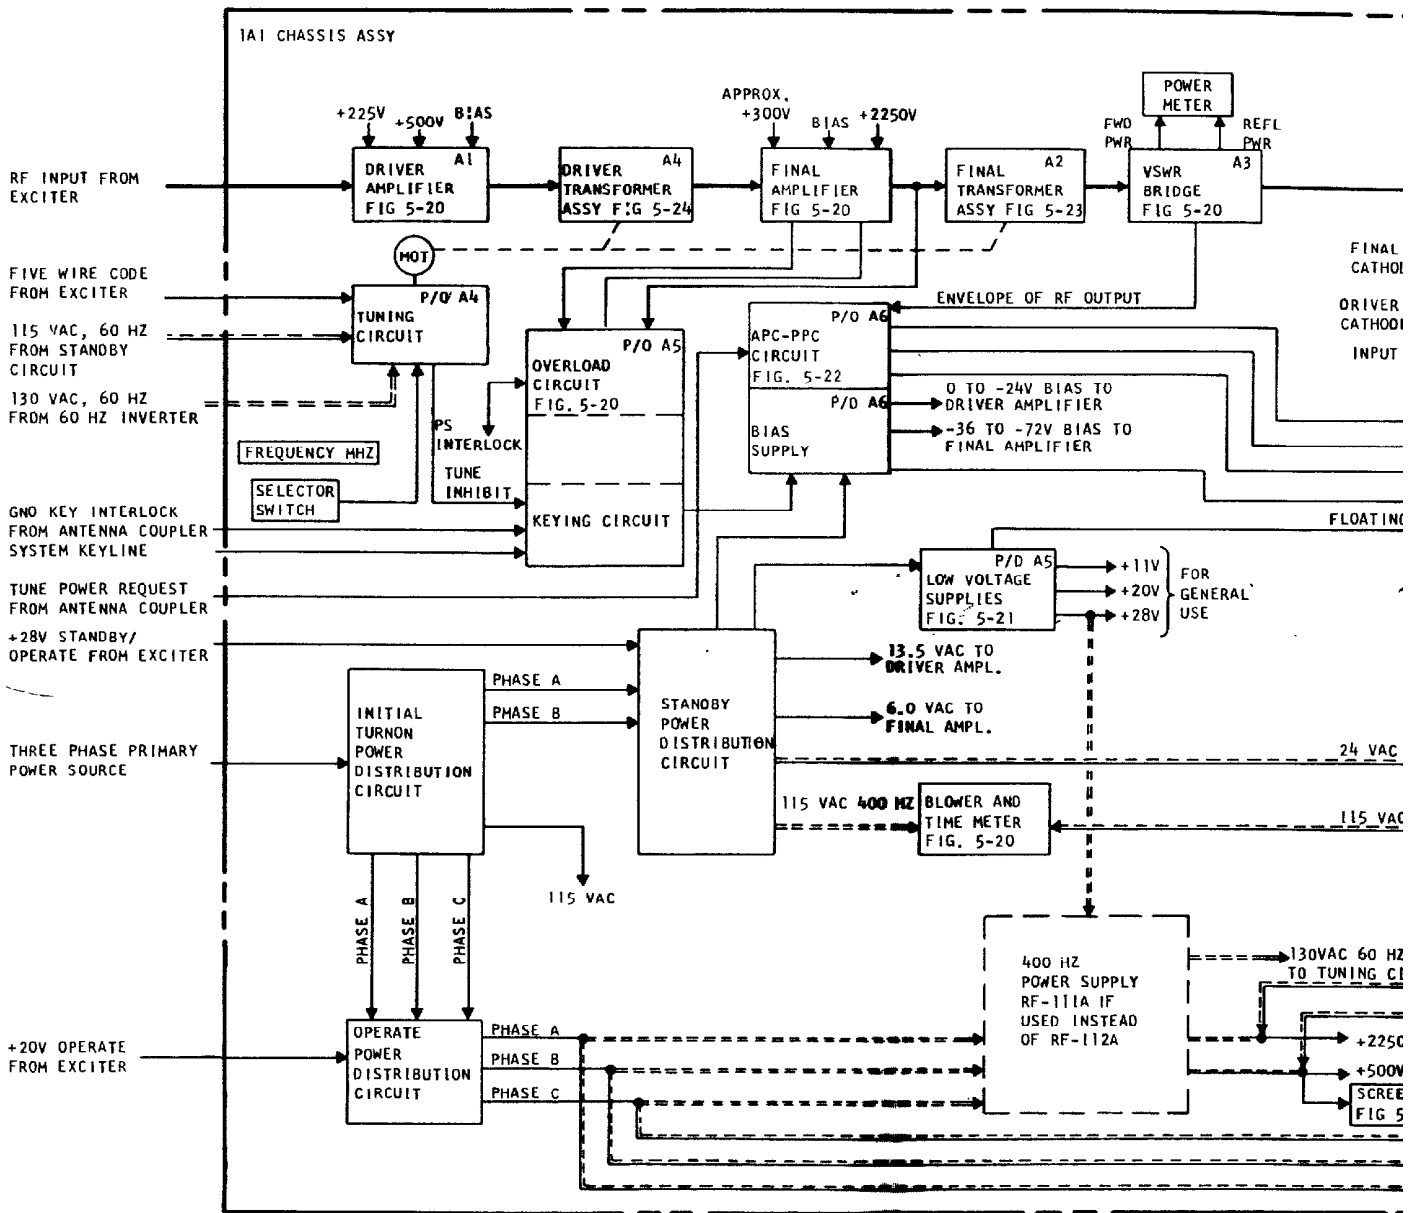 1A1 CHASSIS ASSY
POWER
METER
FWD
PWR
REFL
PWR
+225V
+500V
BIAS
APPROX.
+300V
BIAS
+2250V
RF INPUT FROM
EXCITER
A1
DRIVER
AMPLIFIER
FIG 5-20
A4
DRIVER
TRANSFORMER
ASSY FIG 5-24
FINAL
AMPLIFIER
FIG 5-20
A2
FINAL
TRANSFORMER
ASSY FIG 5-23
A3
VSWR
BRIDGE
FIG 5-20
MOT
FIVE WIRE CODE
FROM EXCITER
115 VAC, 60 HZ
FROM STANDBY
CIRCUIT
130 VAC, 60 HZ
FROM 60 HZ INVERTER
P/O A4
TUNING
CIRCUIT
P/O A5
OVERLOAD
CIRCUIT
FIG. 5-20
KEYING CIRCUIT
PS
INTERLOCK
TUNE
INHIBIT
FREQUENCY MHZ
SELECTOR
SWITCH
ENVELOPE OF RF OUTPUT
P/O A6
APC-PPC
CIRCUIT
FIG. 5-22
P/O A6
BIAS
SUPPLY
0 TO -24V BIAS TO
DRIVER AMPLIFIER
-36 TO -72V BIAS TO
FINAL AMPLIFIER
FINAL
CATHOD
DRIVER
CATHOD
INPUT
FLOATING
GND KEY INTERLOCK
FROM ANTENNA COUPLER
SYSTEM KEYLINE
TUNE POWER REQUEST
FROM ANTENNA COUPLER
+28V STANDBY/
OPERATE FROM EXCITER
P/O A5
LOW VOLTAGE
SUPPLIES
FIG. 5-21
+11V
+20V
+28V
FOR
GENERAL
USE
THREE PHASE PRIMARY
POWER SOURCE
INITIAL
TURNON
POWER
DISTRIBUTION
CIRCUIT
PHASE A
PHASE B
STANDBY
POWER
DISTRIBUTION
CIRCUIT
13.5 VAC TO
DRIVER AMPL.
6.0 VAC TO
FINAL AMPL.
24 VAC
115 VAC 400 HZ
BLOWER AND
TIME METER
FIG. 5-20
115 VAC
115 VAC
PHASE A
PHASE B
PHASE C
400 HZ
POWER SUPPLY
RF-111A IF
USED INSTEAD
OF RF-112A
130VAC 60 HZ
TO TUNING CI
+2250
+500V
SCREE
FIG 5
+20V OPERATE
FROM EXCITER
OPERATE
POWER
DISTRIBUTION
CIRCUIT
PHASE A
PHASE B
PHASE C